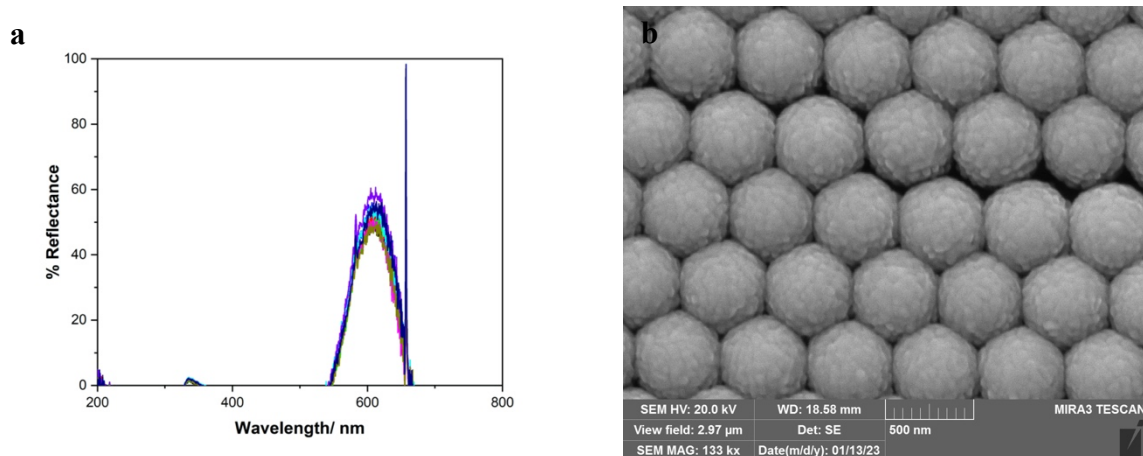 a
100
80
60
40
20
0
% Reflectance
200 400 600 800
Wavelength/ nm
b
SEM HV: 20.0 kV WD: 18.58 mm MIRA3 TESCAN
View field: 2.97 µm Det: SE 500 nm
SEM MAG: 133 kx Date(m/d/y): 01/13/23